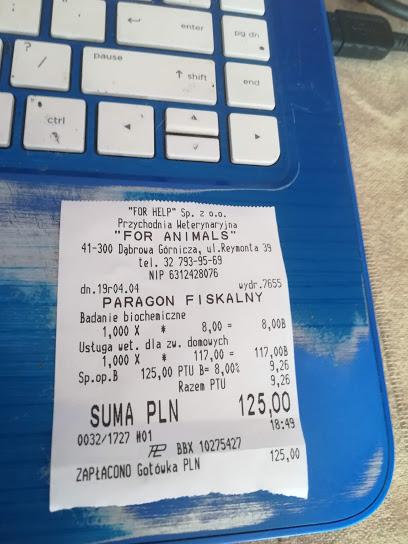 enter
pg dn
? /
pause
shift
end
ctrl
"FOR HELP" Sp. z o.o.
Przychodnia Weterynaryjna
"FOR ANIMALS"
41-300 Dąbrowa Górnicza, ul.Reymonta 39
tel. 32 793-95-69
NIP 6312428076
dn.19r04.04 wydr.7655
PARAGON FISKALNY
Badanie biochemiczne
1,000 X * 8,00 = 8,00B
Usługa wet. dla zw. domowych
1,000 X * 117,00 = 117,00B
Sp.op.B 125,00 PTU B= 8,00% 9,26
Razem PTU 9,26
SUMA PLN 125,00
18:49
0032/1727 #01
BBX 10275427
ZAPŁACONO Gotówka PLN 125,00